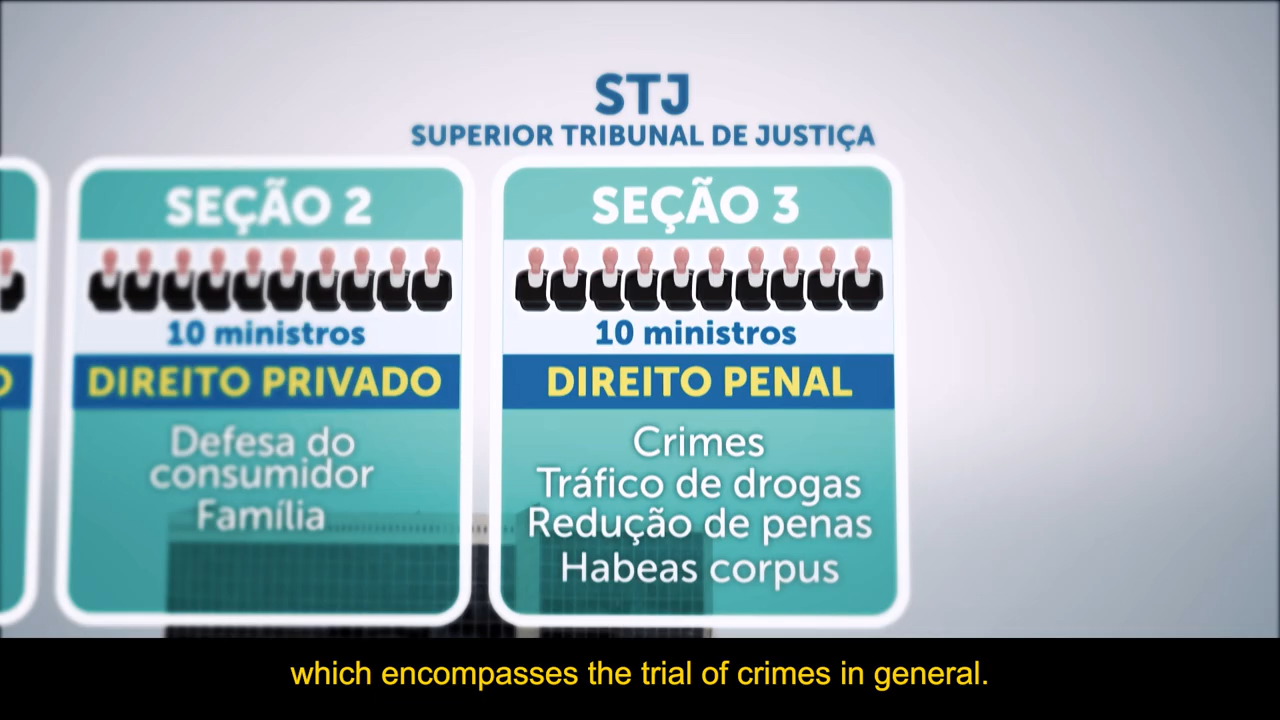 STJ
SUPERIOR TRIBUNAL DE JUSTIÇA
SEÇÃO 2
10 ministros
DIREITO PRIVADO
Defesa do
consumidor
Família
SEÇÃO 3
10 ministros
DIREITO PENAL
Crimes
Tráfico de drogas
Redução de penas
Habeas corpus
which encompasses the trial of crimes in general.